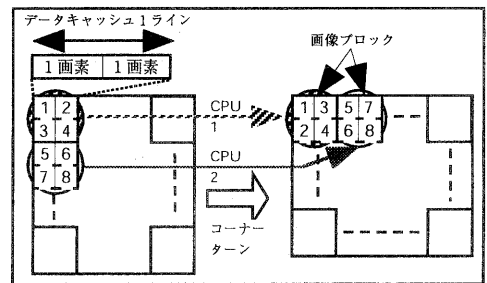 データキャッシュ1ライン
1画素 1画素
画像ブロック
1 2
3 4
5 6
7 8
CPU
1
CPU
2
コーナー
ターン
1 3 5 7
2 4 6 8